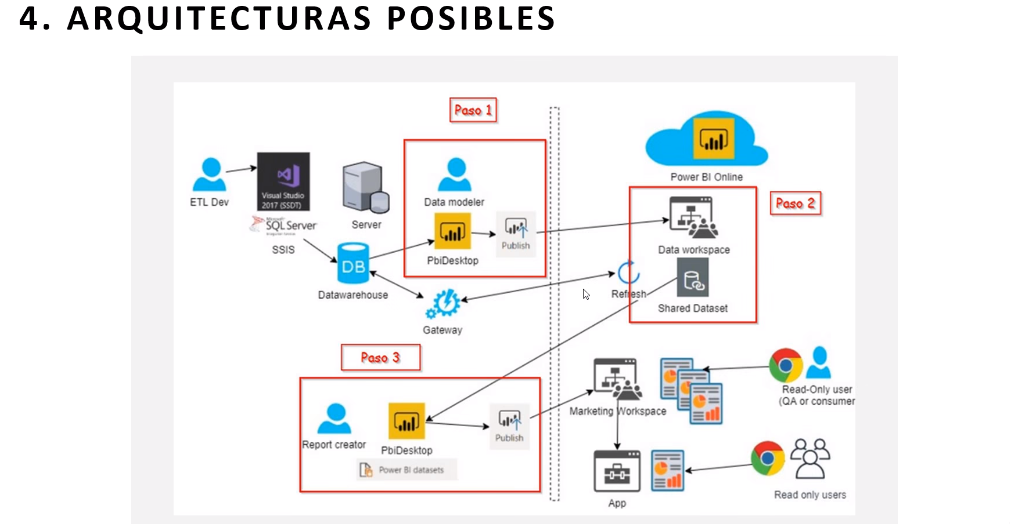 4. ARQUITECTURAS POSIBLES
Paso 1
Power BI Online
ETL Dev
Visual Studio
2017 (SSDT)
Microsoft
SQL Server
SSIS
Server
Data modeler
PbiDesktop
Publish
Paso 2
Data workspace
DB
Datawarehouse
Gateway
Refresh
Shared Dataset
Paso 3
Report creator
PbiDesktop
Publish
Power BI datasets
Marketing Workspace
Read-Only user
(QA or consumer
App
Read only users